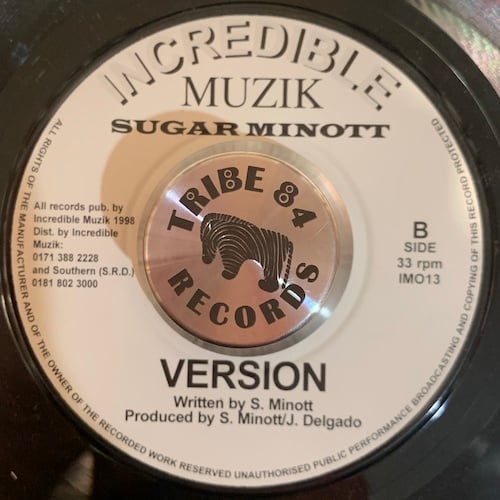 INCREDIBLE
MUZIK
SUGAR MINOTT
TRIBE 84
RECORDS
All records pub. by
Incredible Muzik 1998
Dist. by Incredible
Muzik:
0171 388 2228
and Southern (S.R.D.)
0181 802 3000
B
SIDE
33 rpm
IMO13
VERSION
Written by S. Minott
Produced by S. Minott/J. Delgado
ALL RIGHTS OF THE MANUFACTURER AND OF THE OWNER OF THE RECORDED WORK RESERVED UNAUTHORISED PUBLIC PERFORMANCE BROADCASTING AND COPYING OF THIS RECORD PROTECTED